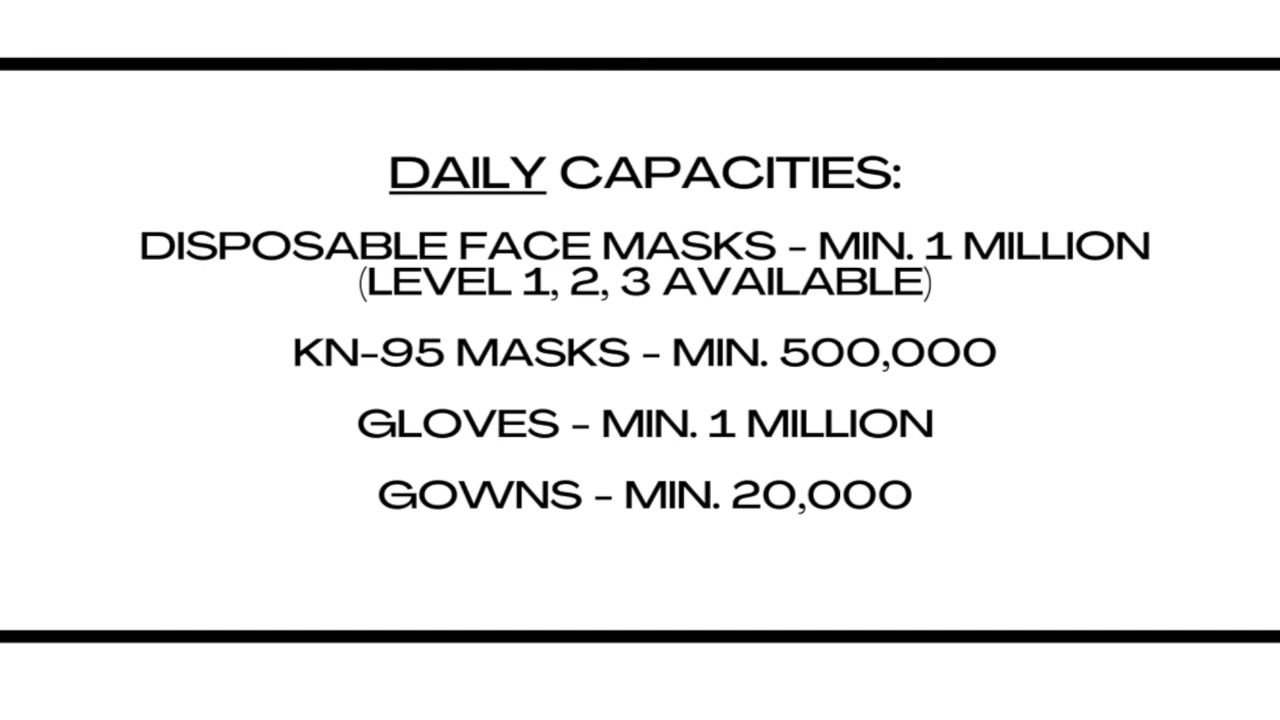 DAILY CAPACITIES:
DISPOSABLE FACE MASKS - MIN. 1 MILLION
(LEVEL 1, 2, 3 AVAILABLE)
KN-95 MASKS - MIN. 500,000
GLOVES - MIN. 1 MILLION
GOWNS - MIN. 20,000